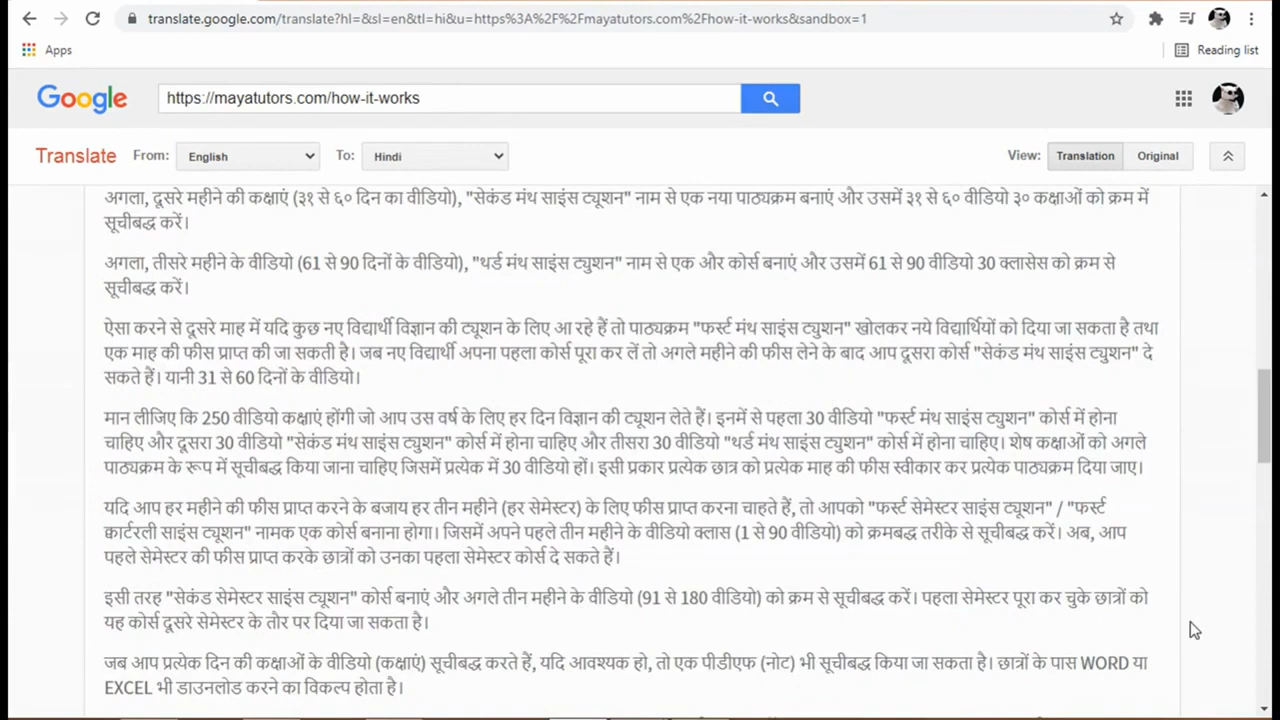 translate.google.com/translate?hl=&sl=en&tl=hi&u=https%3A%2F%2Fmayatutors.com%2Fhow-it-works&sandbox=1
Apps
Reading list
Google
https://mayatutors.com/how-it-works
Translate From: English To: Hindi View: Translation Original
अगला, दूसरे महीने की कक्षाएं (३१ से ६० दिन का वीडियो), "सेकंड मंथ साइंस ट्यूशन" नाम से एक नया पाठ्यक्रम बनाएं और उसमें ३१ से ६० वीडियो ३० कक्षाओं को क्रम में
सूचीबद्ध करें।
अगला, तीसरे महीने के वीडियो (61 से 90 दिनों के वीडियो), "थर्ड मंथ साइंस ट्युशन" नाम से एक और कोर्स बनाएं और उसमें 61 से 90 वीडियो 30 क्लासेस को क्रम से
सूचीबद्ध करें।
ऐसा करने से दूसरे माह में यदि कुछ नए विद्यार्थी विज्ञान की ट्यूशन के लिए आ रहे हैं तो पाठ्यक्रम "फर्स्ट मंथ साइंस ट्युशन" खोलकर नये विद्यार्थियों को दिया जा सकता है तथा
एक माह की फीस प्राप्त की जा सकती है। जब नए विद्यार्थी अपना पहला कोर्स पूरा कर लें तो अगले महीने की फीस लेने के बाद आप दूसरा कोर्स "सेकंड मंथ साइंस ट्युशन" दे
सकते हैं। यानी 31 से 60 दिनों के वीडियो।
मान लीजिए कि 250 वीडियो कक्षाएं होंगी जो आप उस वर्ष के लिए हर दिन विज्ञान की ट्यूशन लेते हैं। इनमें से पहला 30 वीडियो "फर्स्ट मंथ साइंस ट्युशन" कोर्स में होना
चाहिए और दूसरा 30 वीडियो "सेकंड मंथ साइंस ट्यूशन" कोर्स में होना चाहिए और तीसरा 30 वीडियो "थर्ड मंथ साइंस ट्यूशन" कोर्स में होना चाहिए। शेष कक्षाओं को अगले
पाठ्यक्रम के रूप में सूचीबद्ध किया जाना चाहिए जिसमें प्रत्येक में 30 वीडियो हों। इसी प्रकार प्रत्येक छात्र को प्रत्येक माह की फीस स्वीकार कर प्रत्येक पाठ्यक्रम दिया जाए।
यदि आप हर महीने की फीस प्राप्त करने के बजाय हर तीन महीने (हर सेमेस्टर) के लिए फीस प्राप्त करना चाहते हैं, तो आपको "फर्स्ट सेमेस्टर साइंस ट्यूशन" / "फर्स्ट
क्वार्टरली साइंस ट्यूशन" नामक एक कोर्स बनाना होगा। जिसमें अपने पहले तीन महीने के वीडियो क्लास (1 से 90 वीडियो) को क्रमबद्ध तरीके से सूचीबद्ध करें। अब, आप
पहले सेमेस्टर की फीस प्राप्त करके छात्रों को उनका पहला सेमेस्टर कोर्स दे सकते हैं।
इसी तरह "सेकंड सेमेस्टर साइंस ट्यूशन" कोर्स बनाएं और अगले तीन महीने के वीडियो (91 से 180 वीडियो) को क्रम से सूचीबद्ध करें। पहला सेमेस्टर पूरा कर चुके छात्रों को
यह कोर्स दूसरे सेमेस्टर के तौर पर दिया जा सकता है।
जब आप प्रत्येक दिन की कक्षाओं के वीडियो (कक्षाएं) सूचीबद्ध करते हैं, यदि आवश्यक हो, तो एक पीडीएफ (नोट) भी सूचीबद्ध किया जा सकता है। छात्रों के पास WORD या
EXCEL भी डाउनलोड करने का विकल्प होता है।